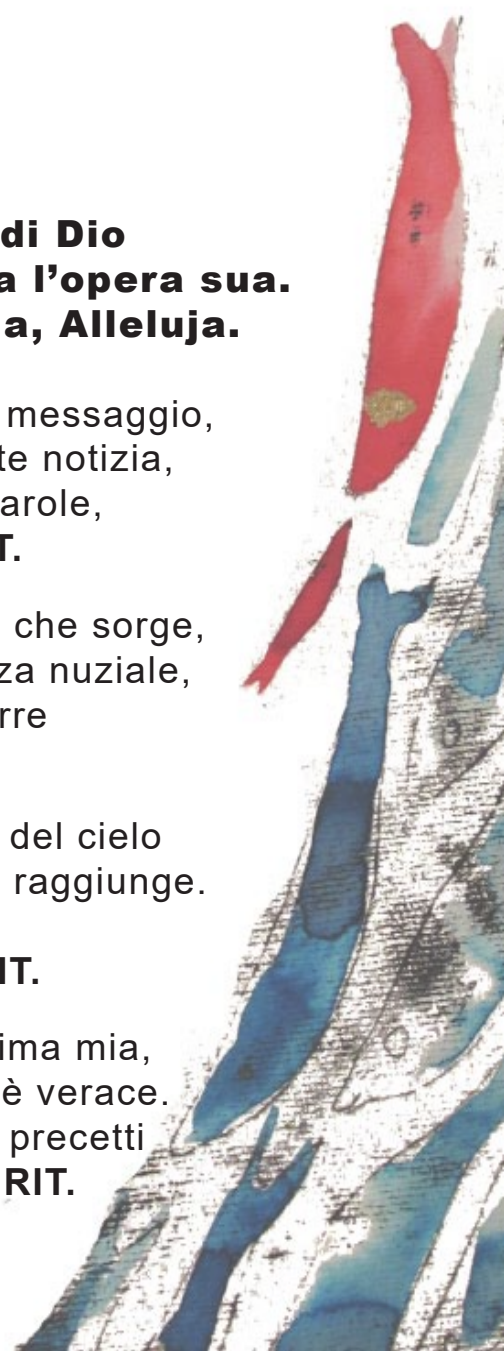 di Dio
a l’opera sua.
a, Alleluja.
messaggio,
te notizia,
arole,
T.
che sorge,
za nuziale,
rre
del cielo
raggiunge.
IT.
ima mia,
è verace.
precetti
RIT.